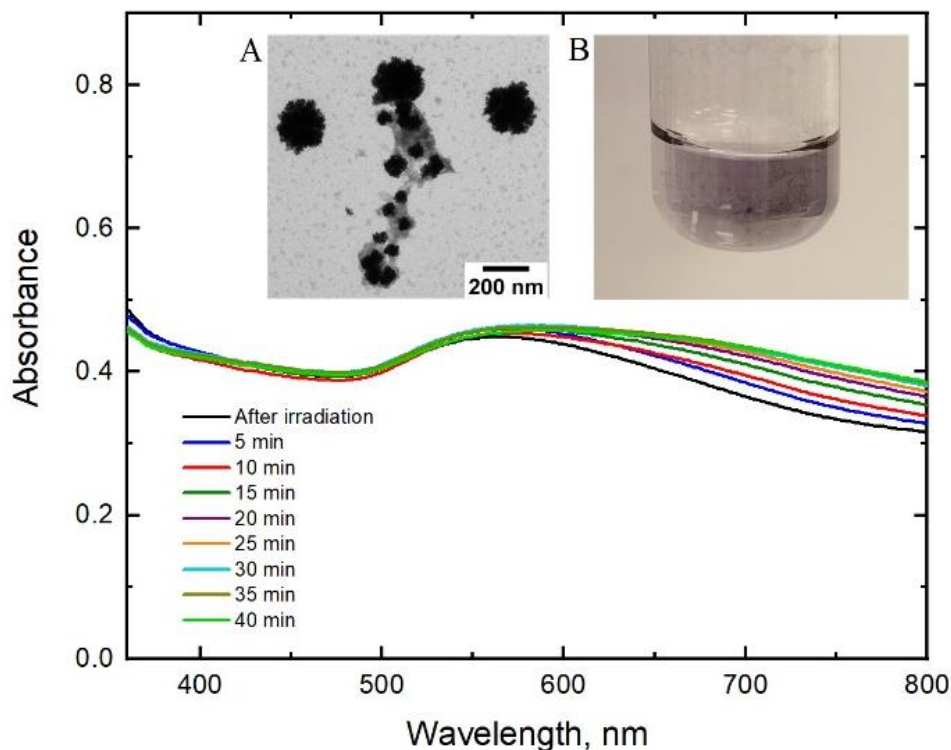 A
B
200 nm
0.8
0.6
0.4
0.2
0.0
Absorbance
After irradiation
5 min
10 min
15 min
20 min
25 min
30 min
35 min
40 min
400
500
600
700
800
Wavelength, nm